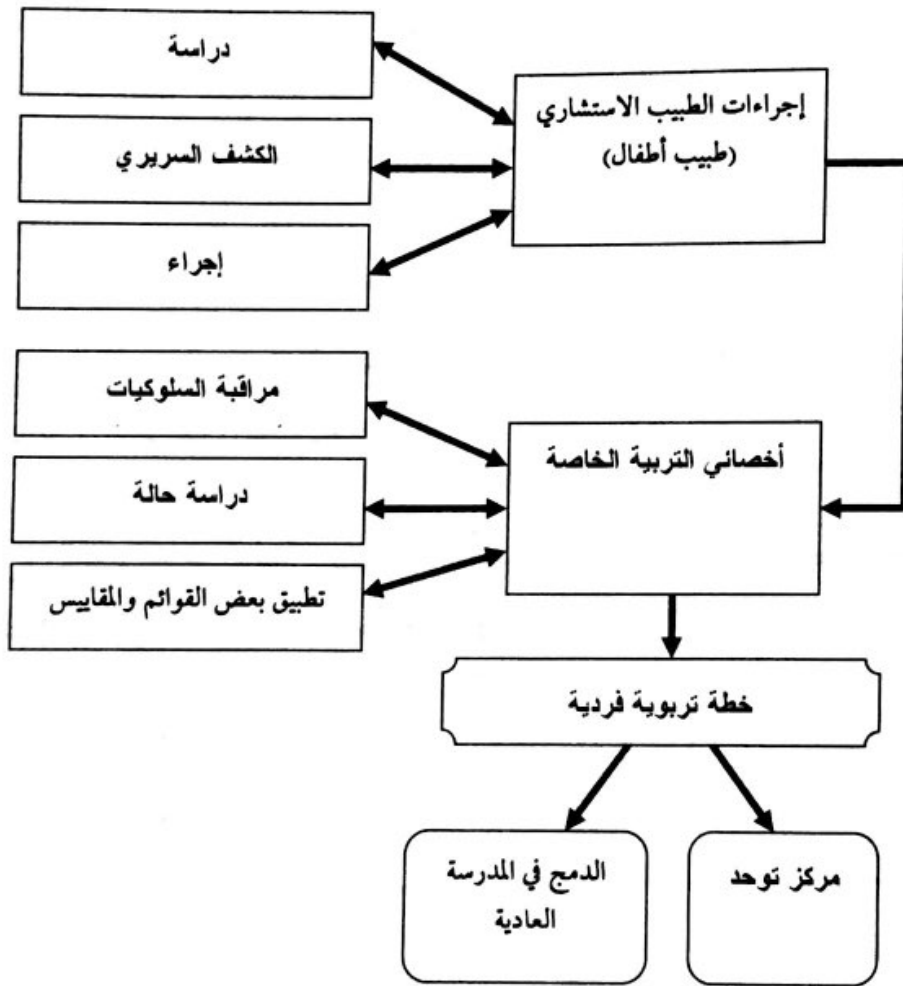 إجراءات الطبيب الاستشاري
(طبيب أطفال)
دراسة
الكشف السريري
إجراء
أخصائي التربية الخاصة
مراقبة السلوكيات
دراسة حالة
تطبيق بعض القوائم والمقاييس
خطة تربوية فردية
مركز توحد
الدمج في المدرسة
العادية